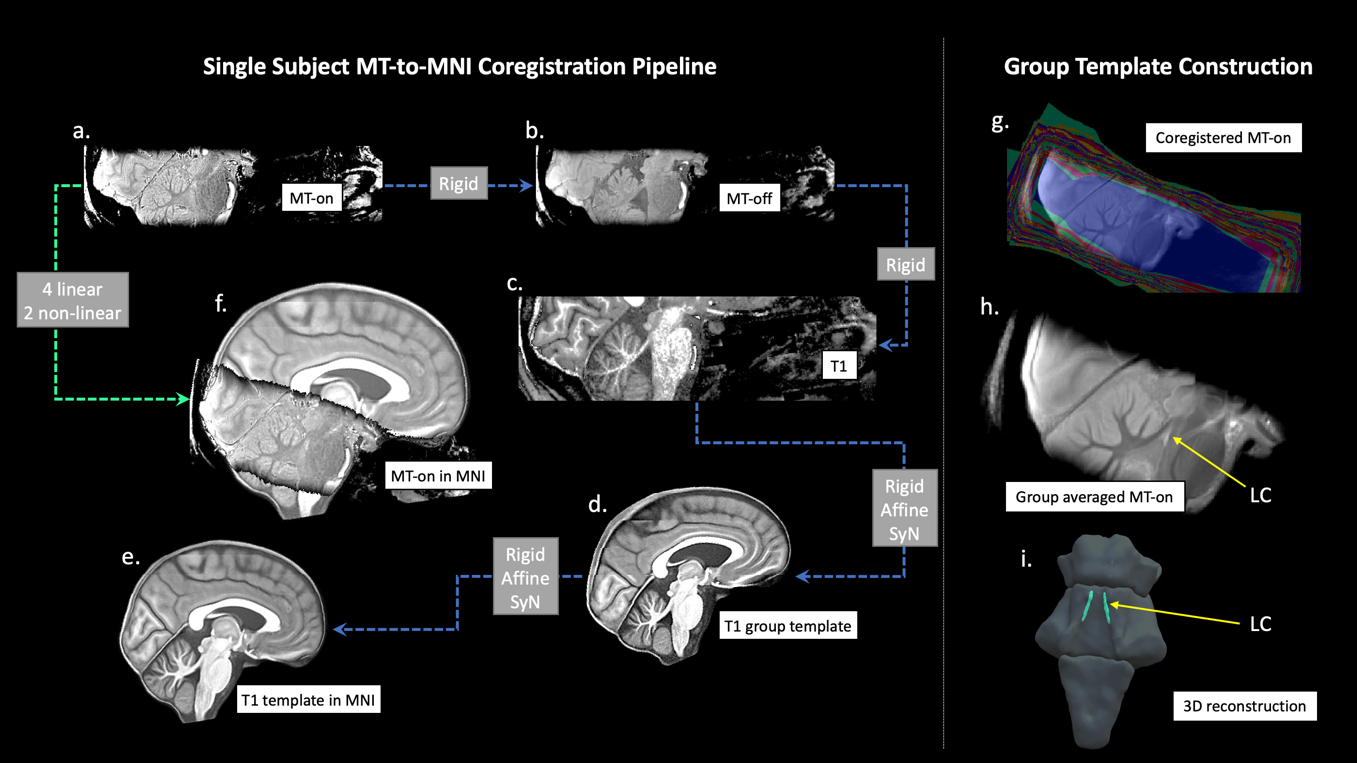 Single Subject MT-to-MNI Coregistration Pipeline
a.
MT-on
Rigid
b.
MT-off
Rigid
c.
T1
4 linear
2 non-linear
f.
MT-on in MNI
Rigid
Affine
SyN
d.
T1 group template
Rigid
Affine
SyN
e.
T1 template in MNI
Group Template Construction
g.
Coregistered MT-on
h.
LC
Group averaged MT-on
i.
LC
3D reconstruction